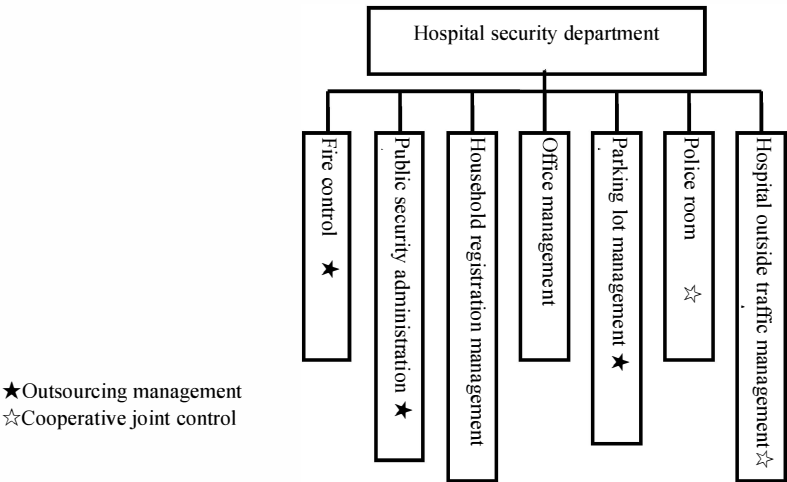 Hospital security department
Fire control ★
Public security administration ★
Household registration management
Office management
Parking lot management ★
Police room ☆
Hospital outside traffic management☆
★Outsourcing management
☆Cooperative joint control